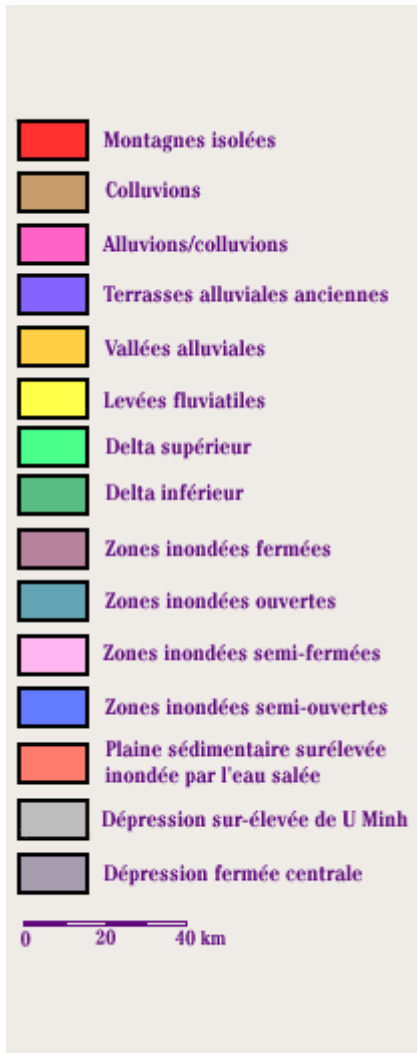 Montagnes isolées
Colluvions
Alluvions/colluvions
Terrasses alluviales anciennes
Vallées alluviales
Levées fluviatiles
Delta supérieur
Delta inférieur
Zones inondées fermées
Zones inondées ouvertes
Zones inondées semi-fermées
Zones inondées semi-ouvertes
Plaine sédimentaire surélevée
inondée par l'eau salée
Dépression sur-élevée de U Minh
Dépression fermée centrale
0 20 40 km